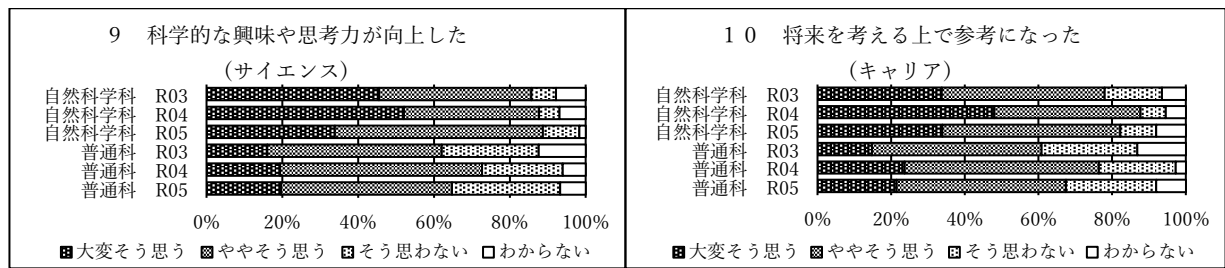 9 科学的な興味や思考力が向上した
(サイエンス)
自然科学科 R03
自然科学科 R04
自然科学科 R05
普通科 R03
普通科 R04
普通科 R05
0% 20% 40% 60% 80% 100%
大変そう思う ややそう思う そう思わない わからない
10 将来を考える上で参考になった
(キャリア)
自然科学科 R03
自然科学科 R04
自然科学科 R05
普通科 R03
普通科 R04
普通科 R05
0% 20% 40% 60% 80% 100%
大変そう思う ややそう思う そう思わない わからない